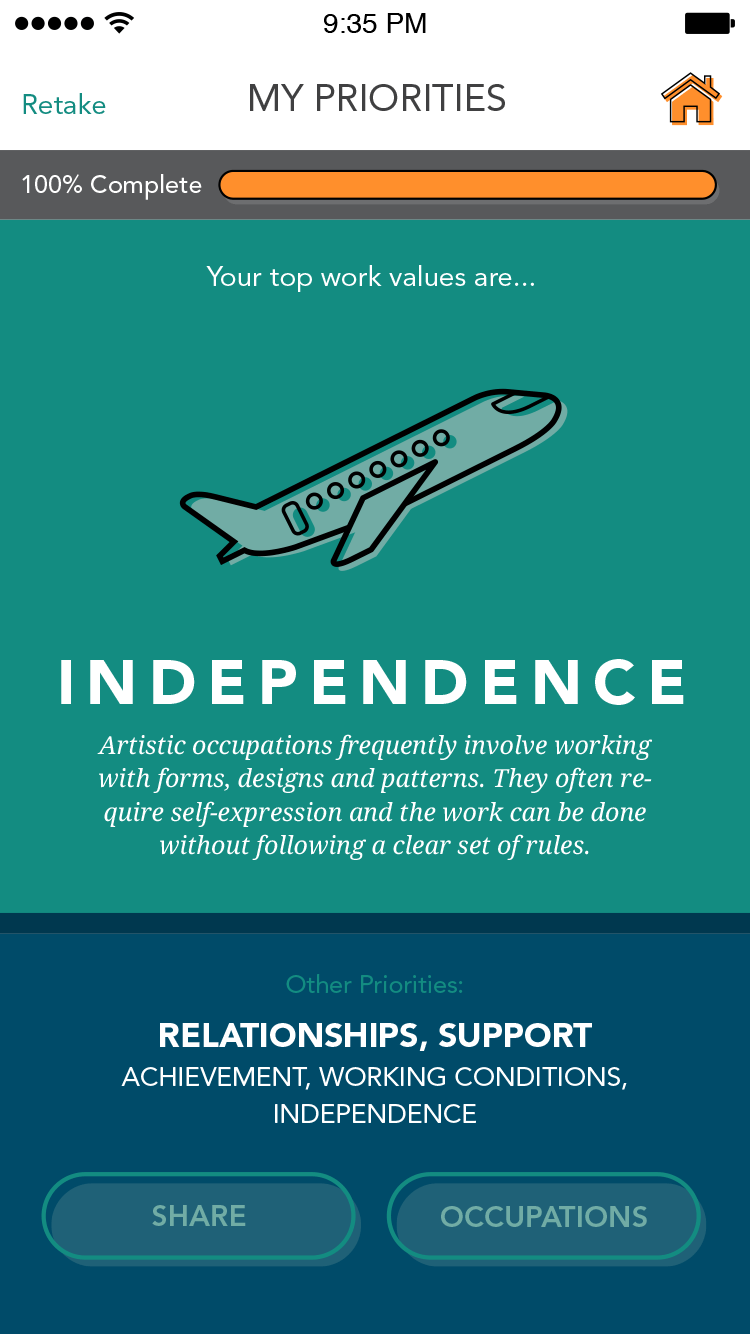 9:35 PM
Retake
MY PRIORITIES
100% Complete
Your top work values are...
INDEPENDENCE
Artistic occupations frequently involve working
with forms, designs and patterns. They often re-
quire self-expression and the work can be done
without following a clear set of rules.
Other Priorities:
RELATIONSHIPS, SUPPORT
ACHIEVEMENT, WORKING CONDITIONS,
INDEPENDENCE
SHARE
OCCUPATIONS